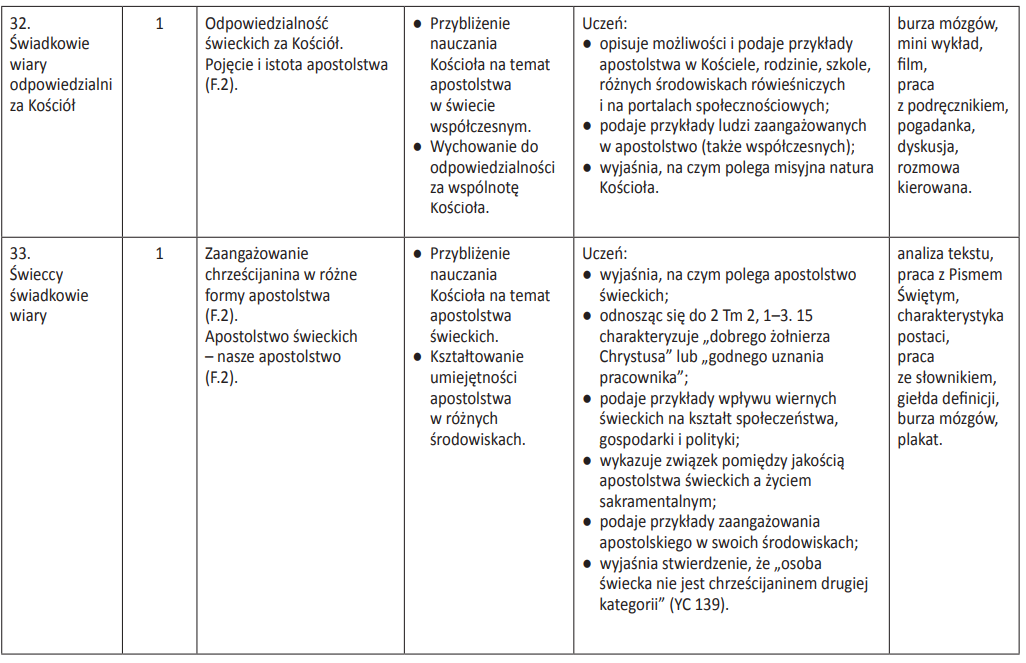 32.
Świadkowie
wiary
odpowiedzialni
za Kościół
1
Odpowiedzialność
świeckich za Kościół.
Pojęcie i istota apostolstwa
(F.2).
● Przybliżenie
nauczania
Kościoła na temat
apostolstwa
w świecie
współczesnym.
● Wychowanie do
odpowiedzialności
za wspólnotę
Kościoła.
Uczeń:
● opisuje możliwości i podaje przykłady
apostolstwa w Kościele, rodzinie, szkole,
różnych środowiskach rówieśniczych
i na portalach społecznościowych;
● podaje przykłady ludzi zaangażowanych
w apostolstwo (także współczesnych);
● wyjaśnia, na czym polega misyjna natura
Kościoła.
burza mózgów,
mini wykład,
film,
praca
z podręcznikiem,
pogadanka,
dyskusja,
rozmowa
kierowana.
33.
Świeccy
świadkowie
wiary
1
Zaangażowanie
chrześcijanina w różne
formy apostolstwa
(F.2).
Apostolstwo świeckich
– nasze apostolstwo
(F.2).
● Przybliżenie
nauczania
Kościoła na temat
apostolstwa
świeckich.
● Kształtowanie
umiejętności
apostolstwa
w różnych
środowiskach.
Uczeń:
● wyjaśnia, na czym polega apostolstwo
świeckich;
● odnosząc się do 2 Tm 2, 1–3. 15
charakteryzuje „dobrego żołnierza
Chrystusa” lub „godnego uznania
pracownika”;
● podaje przykłady wpływu wiernych
świeckich na kształt społeczeństwa,
gospodarki i polityki;
● wykazuje związek pomiędzy jakością
apostolstwa świeckich a życiem
sakramentalnym;
● podaje przykłady zaangażowania
apostolskiego w swoich środowiskach;
● wyjaśnia stwierdzenie, że „osoba
świecka nie jest chrześcijaninem drugiej
kategorii” (YC 139).
analiza tekstu,
praca z Pismem
Świętym,
charakterystyka
postaci,
praca
ze słownikiem,
giełda definicji,
burza mózgów,
plakat.